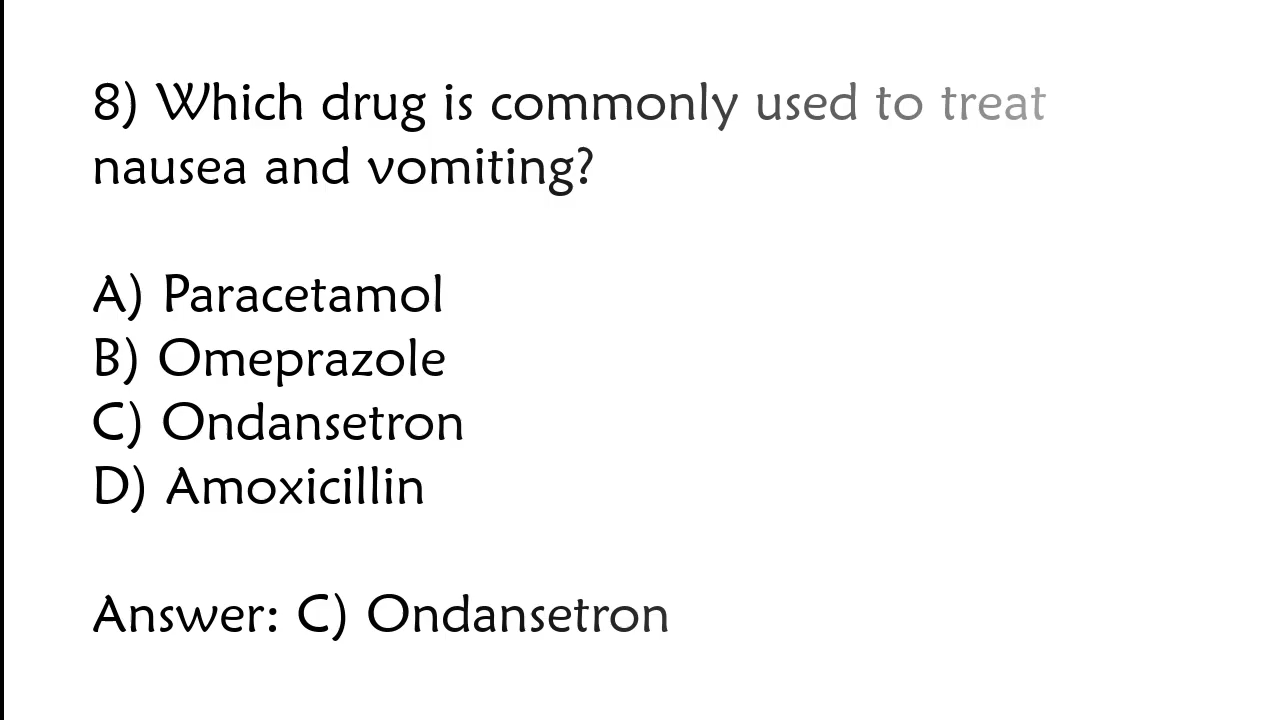 8) Which drug is commonly used to treat
nausea and vomiting?
A) Paracetamol
B) Omeprazole
C) Ondansetron
D) Amoxicillin
Answer: C) Ondansetron